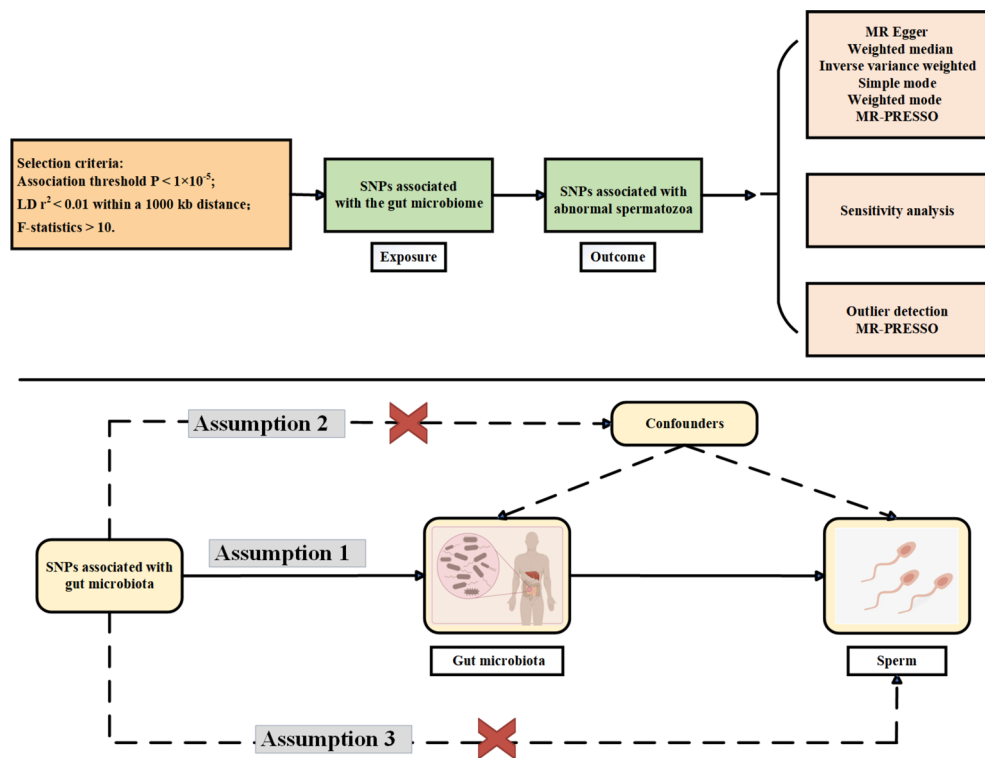 MR Egger
Weighted median
Inverse variance weighted
Simple mode
Weighted mode
MR-PRESSO
Selection criteria:
Association threshold P < 1×10⁻⁵;
LD r² < 0.01 within a 1000 kb distance;
F-statistics > 10.
SNPs associated
with the gut microbiome
SNPs associated with
abnormal spermatozoa
Exposure
Outcome
Sensitivity analysis
Outlier detection
MR-PRESSO
Assumption 2
Confounders
SNPs associated with
gut microbiota
Assumption 1
Gut microbiota
Sperm
Assumption 3